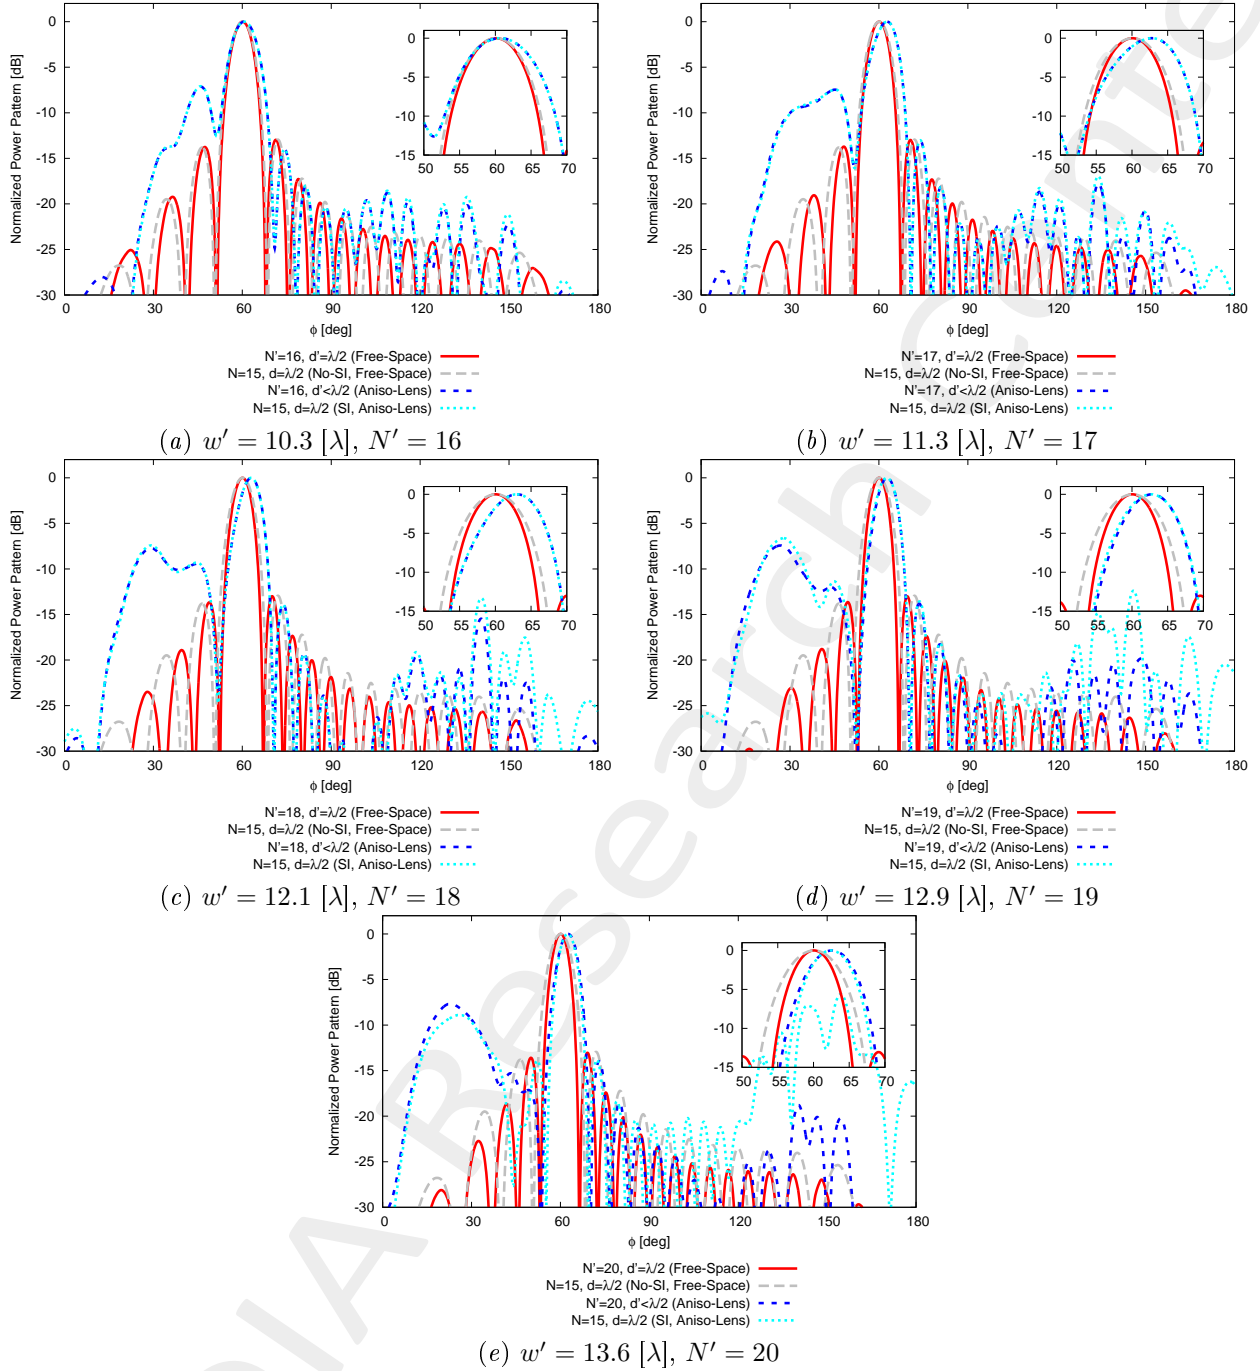 Normalized Power Pattern [dB]
0
-5
-10
-15
-20
-25
-30
0 30 60 90 120 150 180
ϕ [deg]
0
-5
-10
-15
50 55 60 65 70
N'=16, d'=λ/2 (Free-Space)
N=15, d=λ/2 (No-SI, Free-Space)
N'=16, d'<λ/2 (Aniso-Lens)
N=15, d=λ/2 (SI, Aniso-Lens)
(a) w′ = 10.3 [λ], N′ = 16
Normalized Power Pattern [dB]
0
-5
-10
-15
-20
-25
-30
0 30 60 90 120 150 180
ϕ [deg]
0
-5
-10
-15
50 55 60 65 70
N'=17, d'=λ/2 (Free-Space)
N=15, d=λ/2 (No-SI, Free-Space)
N'=17, d'<λ/2 (Aniso-Lens)
N=15, d=λ/2 (SI, Aniso-Lens)
(b) w′ = 11.3 [λ], N′ = 17
Normalized Power Pattern [dB]
0
-5
-10
-15
-20
-25
-30
0 30 60 90 120 150 180
ϕ [deg]
0
-5
-10
-15
50 55 60 65 70
N'=18, d'=λ/2 (Free-Space)
N=15, d=λ/2 (No-SI, Free-Space)
N'=18, d'<λ/2 (Aniso-Lens)
N=15, d=λ/2 (SI, Aniso-Lens)
(c) w′ = 12.1 [λ], N′ = 18
Normalized Power Pattern [dB]
0
-5
-10
-15
-20
-25
-30
0 30 60 90 120 150 180
ϕ [deg]
0
-5
-10
-15
50 55 60 65 70
N'=19, d'=λ/2 (Free-Space)
N=15, d=λ/2 (No-SI, Free-Space)
N'=19, d'<λ/2 (Aniso-Lens)
N=15, d=λ/2 (SI, Aniso-Lens)
(d) w′ = 12.9 [λ], N′ = 19
Normalized Power Pattern [dB]
0
-5
-10
-15
-20
-25
-30
0 30 60 90 120 150 180
ϕ [deg]
0
-5
-10
-15
50 55 60 65 70
N'=20, d'=λ/2 (Free-Space)
N=15, d=λ/2 (No-SI, Free-Space)
N'=20, d'<λ/2 (Aniso-Lens)
N=15, d=λ/2 (SI, Aniso-Lens)
(e) w′ = 13.6 [λ], N′ = 20
Research